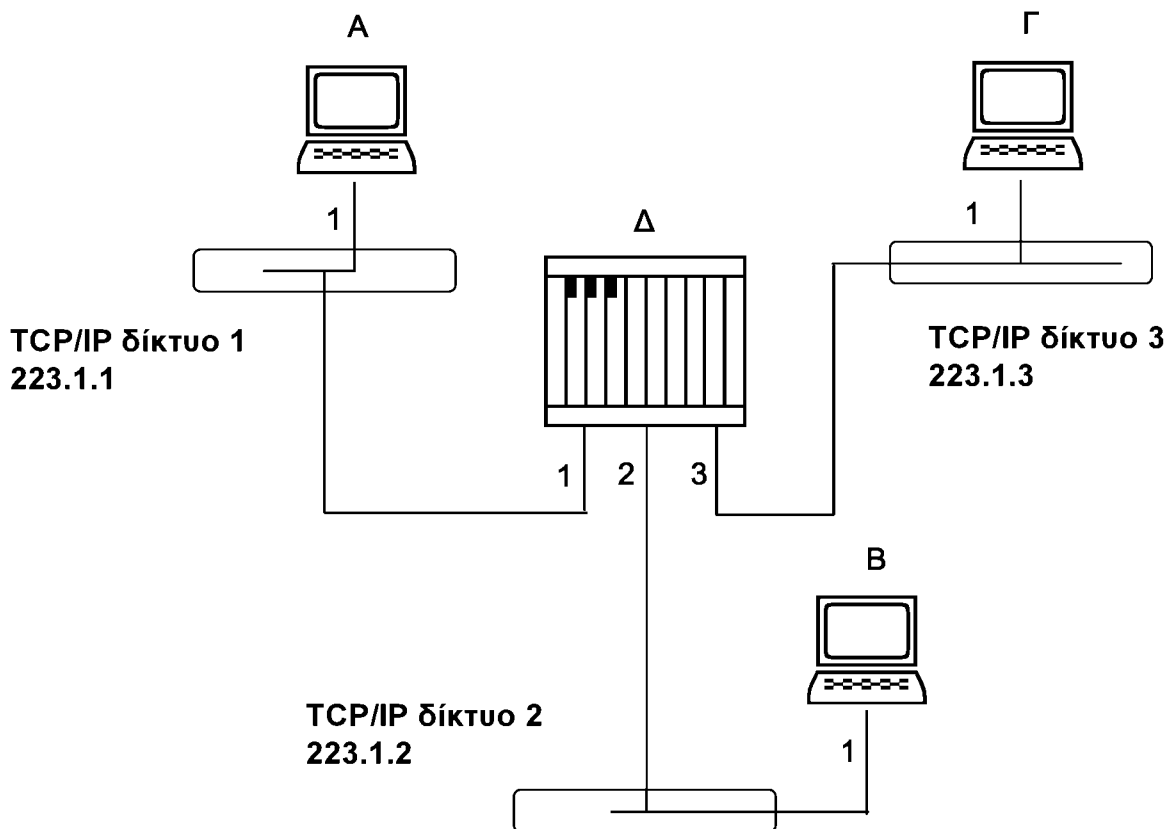 Α
Γ
1
1
Δ
TCP/IP δίκτυο 1
223.1.1
TCP/IP δίκτυο 3
223.1.3
1
2
3
Β
TCP/IP δίκτυο 2
223.1.2
1